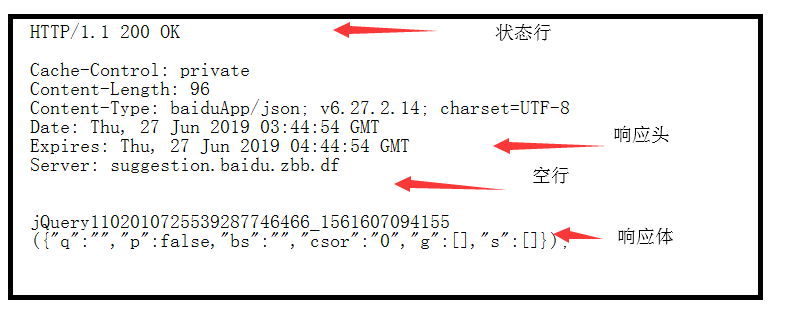 HTTP/1.1 200 OK 状态行
Cache-Control: private
Content-Length: 96
Content-Type: baiduApp/json; v6.27.2.14; charset=UTF-8
Date: Thu, 27 Jun 2019 03:44:54 GMT
响应头
Expires: Thu, 27 Jun 2019 04:44:54 GMT
Server: suggestion.baidu.zbb.df
空行
jQuery1102010725539287746466_1561607094155
({"q":"","p":false,"bs":"","csor":"0","g":[],"s":[]});
响应体